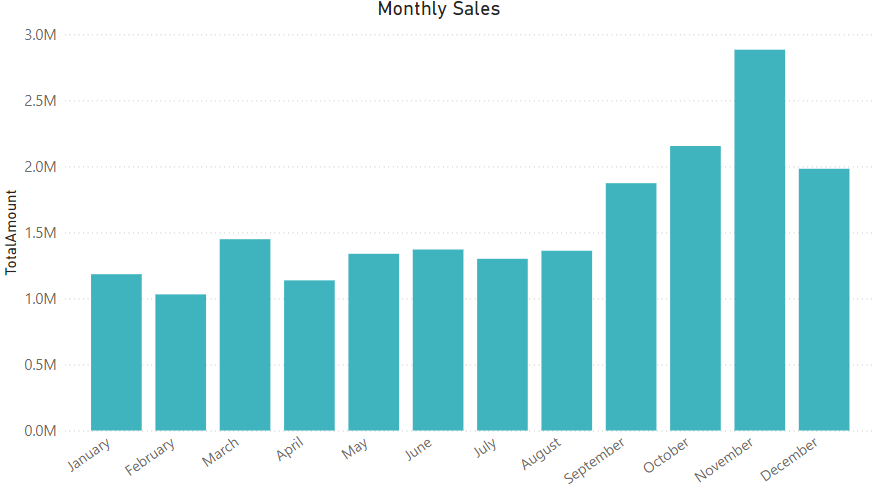 Monthly Sales
3.0M
2.5M
2.0M
1.5M
1.0M
0.5M
0.0M
TotalAmount
January
February
March
April
May
June
July
August
September
October
November
December